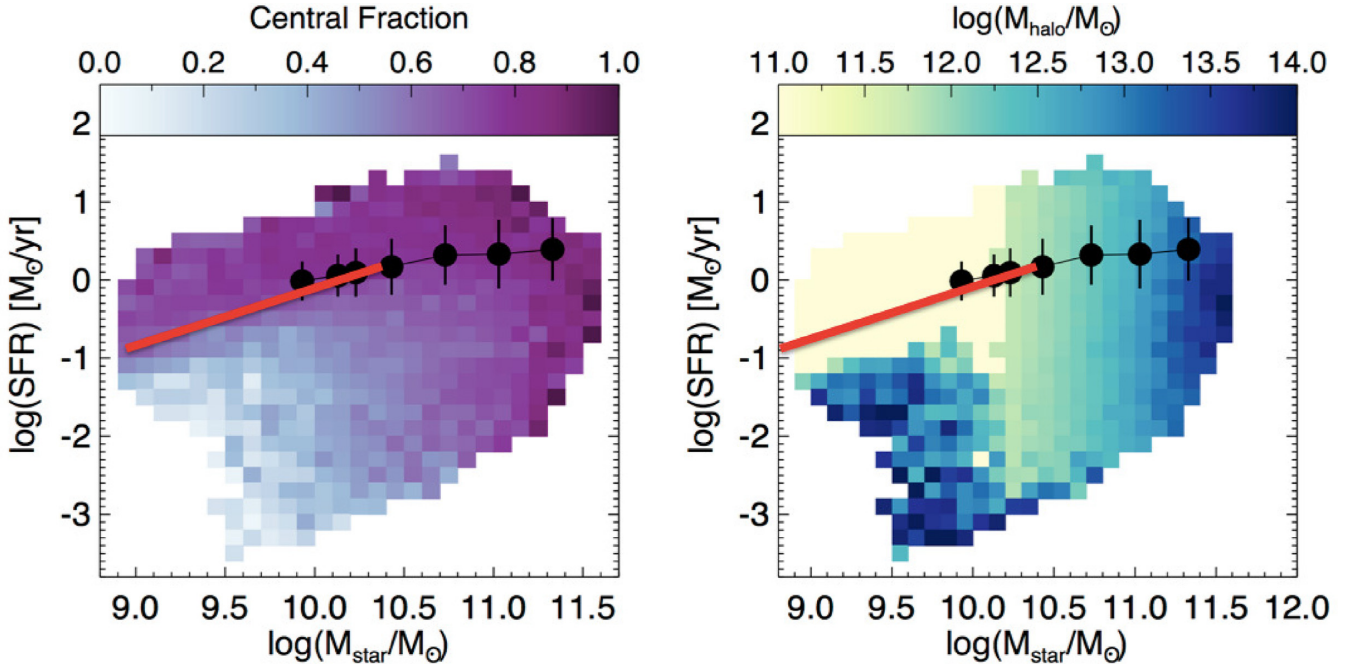 Central Fraction
0.0 0.2 0.4 0.6 0.8 1.0
2
1
0
-1
-2
-3
log(SFR) [M☉/yr]
9.0 9.5 10.0 10.5 11.0 11.5
log(Mstar/M☉)
log(Mhalo/M☉)
11.0 11.5 12.0 12.5 13.0 13.5 14.0
2
1
0
-1
-2
-3
log(SFR) [M☉/yr]
9.0 9.5 10.0 10.5 11.0 11.5 12.0
log(Mstar/M☉)